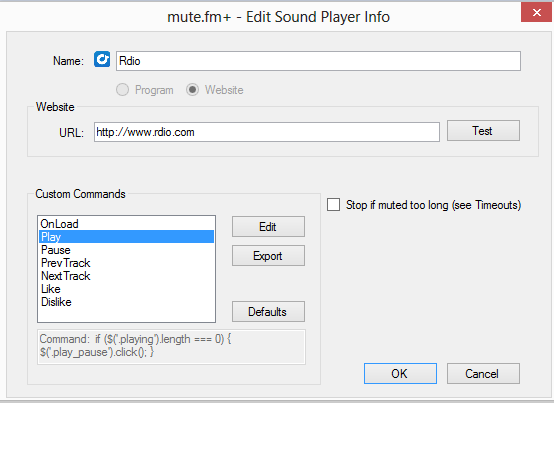 mute.fm+ - Edit Sound Player Info
Name: Rdio
Program Website
Website
URL: http://www.rdio.com Test
Custom Commands
Stop if muted too long (see Timeouts)
OnLoad
Play
Pause
PrevTrack
NextTrack
Like
Dislike
Edit
Export
Defaults
Command: if ($('.playing').length === 0) {
$('.play_pause').click(); }
OK Cancel